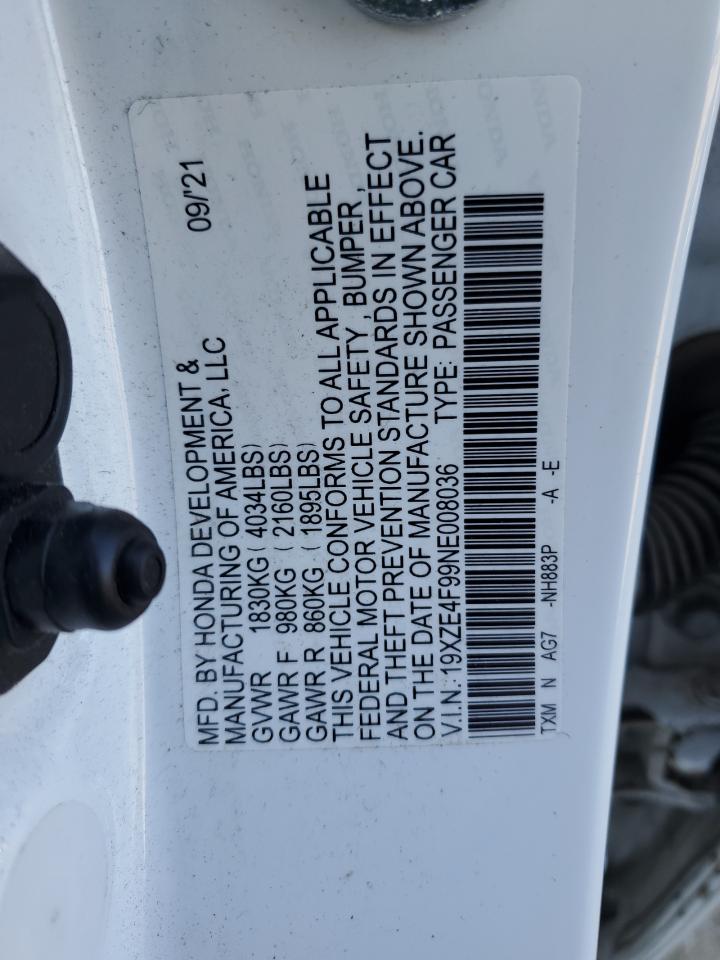 MFD. BY HONDA DEVELOPMENT & 09/'21
MANUFACTURING OF AMERICA, LLC
GVWR 1830KG ( 4034LBS)
GAWR F 980KG ( 2160LBS)
GAWR R 860KG ( 1895LBS)
THIS VEHICLE CONFORMS TO ALL APPLICABLE
FEDERAL MOTOR VEHICLE SAFETY, BUMPER,
AND THEFT PREVENTION STANDARDS IN EFFECT
ON THE DATE OF MANUFACTURE SHOWN ABOVE.
V.I.N.: 19XZE4F99NE008036 TYPE: PASSENGER CAR
TXM N AG7 -NH883P -A -E